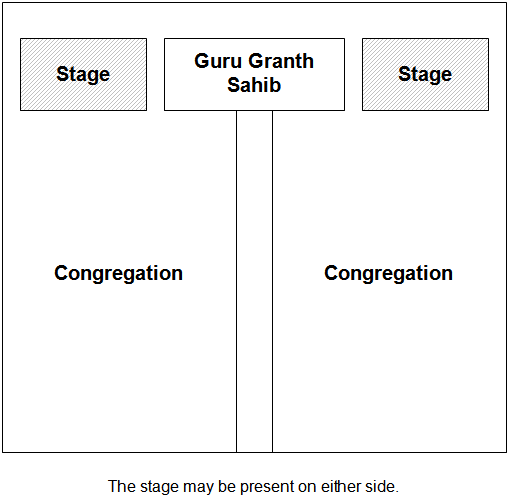 Stage
Guru Granth
Sahib
Stage
Congregation
Congregation
The stage may be present on either side.